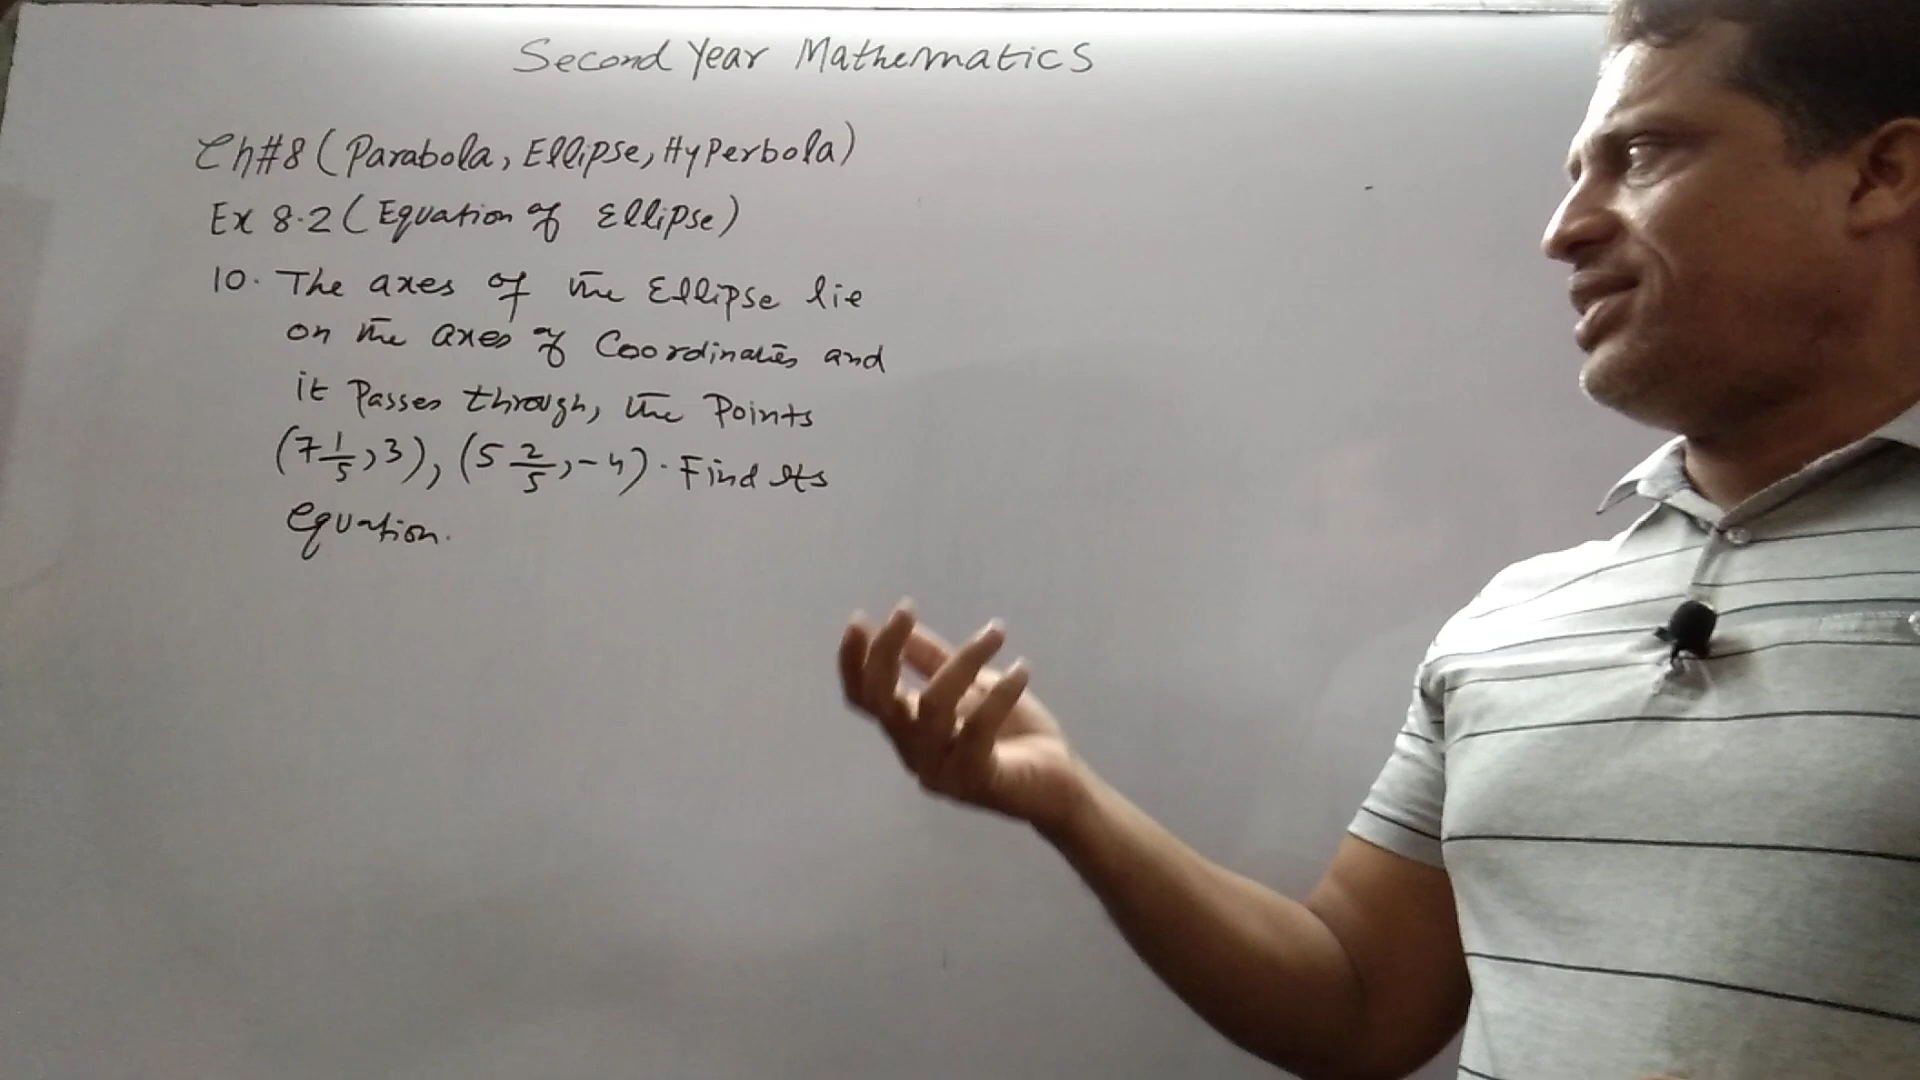 Second Year Mathematics
Ch#8 (Parabola, Ellipse, Hyperbola)
Ex 8.2 (Equation of Ellipse)
10. The axes of the Ellipse lie
on the axes of Coordinates and
it Passes through, the Points
(7 1/5, 3), (5 2/5, -4). Find Its
equation.